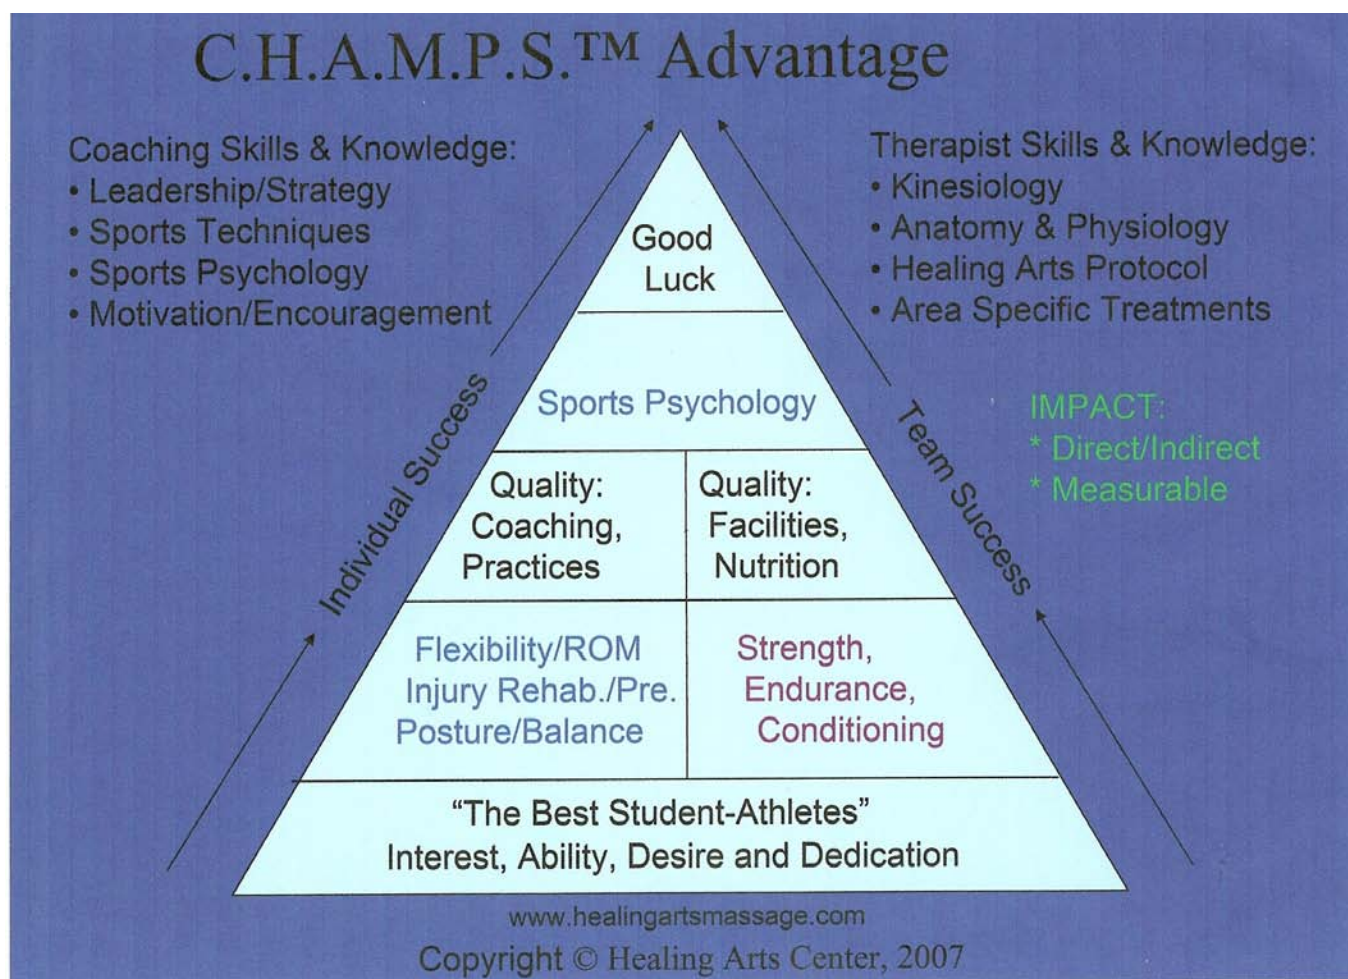 C.H.A.M.P.S.™ Advantage
Coaching Skills & Knowledge:
• Leadership/Strategy
• Sports Techniques
• Sports Psychology
• Motivation/Encouragement
Therapist Skills & Knowledge:
• Kinesiology
• Anatomy & Physiology
• Healing Arts Protocol
• Area Specific Treatments
IMPACT:
* Direct/Indirect
* Measurable
Individual Success
Team Success
Good
Luck
Sports Psychology
Quality:
Coaching,
Practices
Quality:
Facilities,
Nutrition
Flexibility/ROM
Injury Rehab./Pre.
Posture/Balance
Strength,
Endurance,
Conditioning
“The Best Student-Athletes”
Interest, Ability, Desire and Dedication
www.healingartsmassage.com
Copyright © Healing Arts Center, 2007